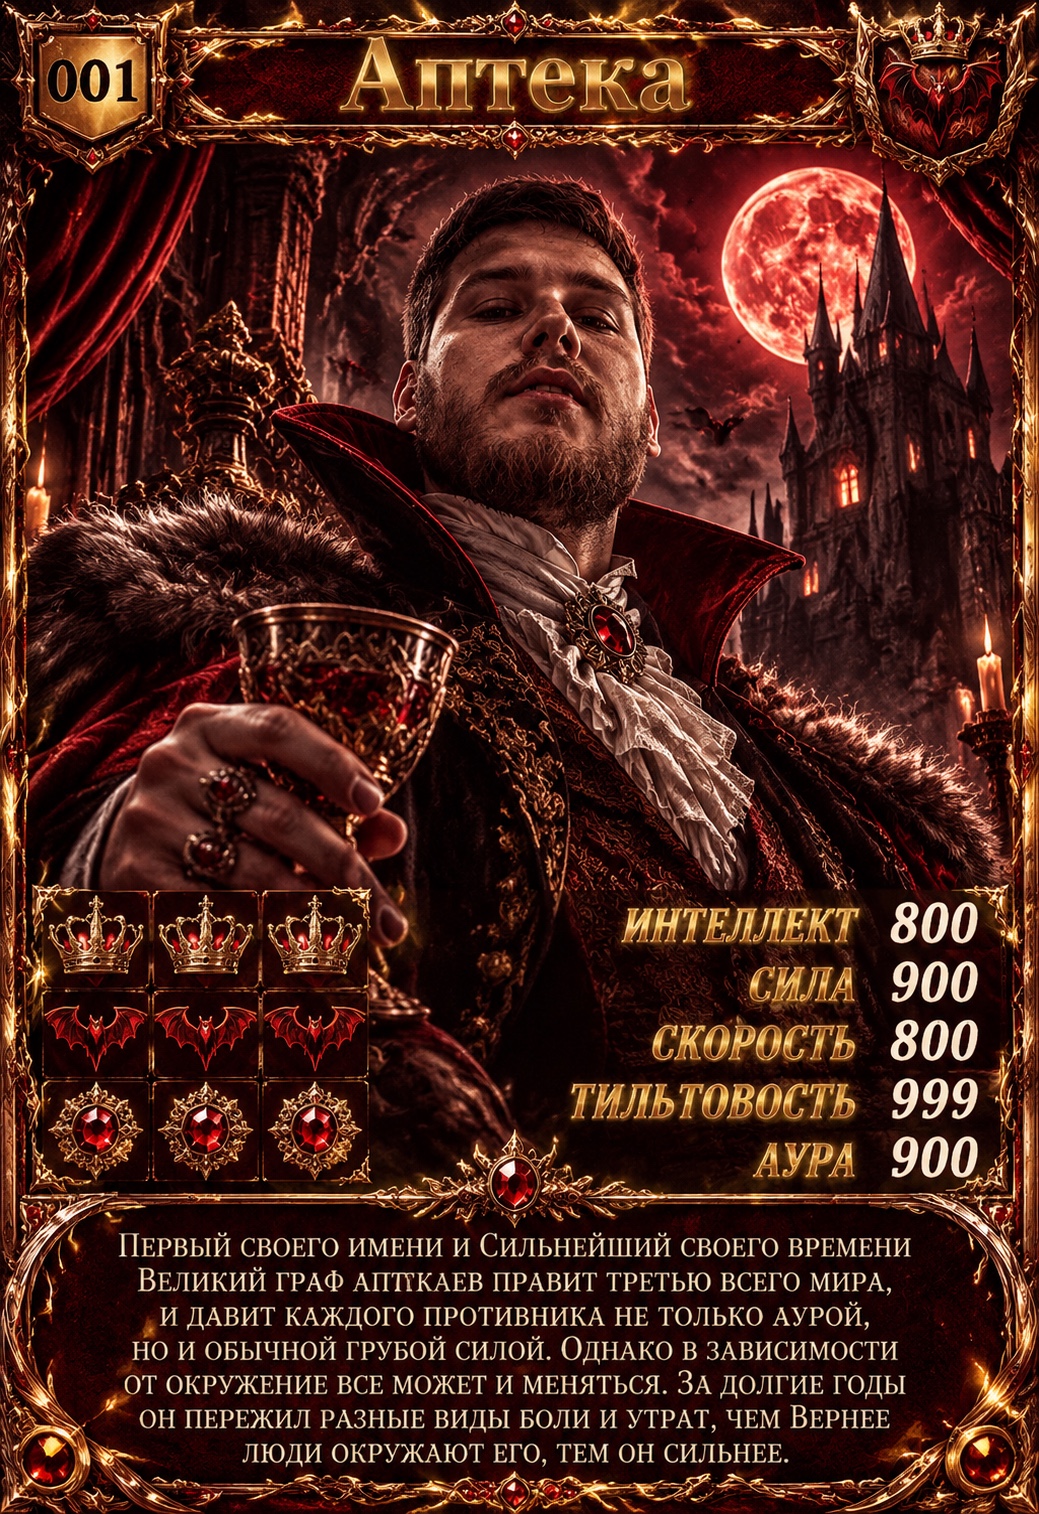 001
Аптека
ИНТЕЛЛЕКТ 800
СИЛА 900
СКОРОСТЬ 800
ТИЛЬТОВОСТЬ 999
АУРА 900
Первый своего имени и Сильнейший своего времени
Великий граф правит третью всего мира,
и давит каждого противника не только аурой,
но и обычной грубой силой. Однако в зависимости
от окружение все может и меняться. За долгие годы
он пережил разные виды боли и утрат, чем Вернее
люди окружают его, тем он сильнее.